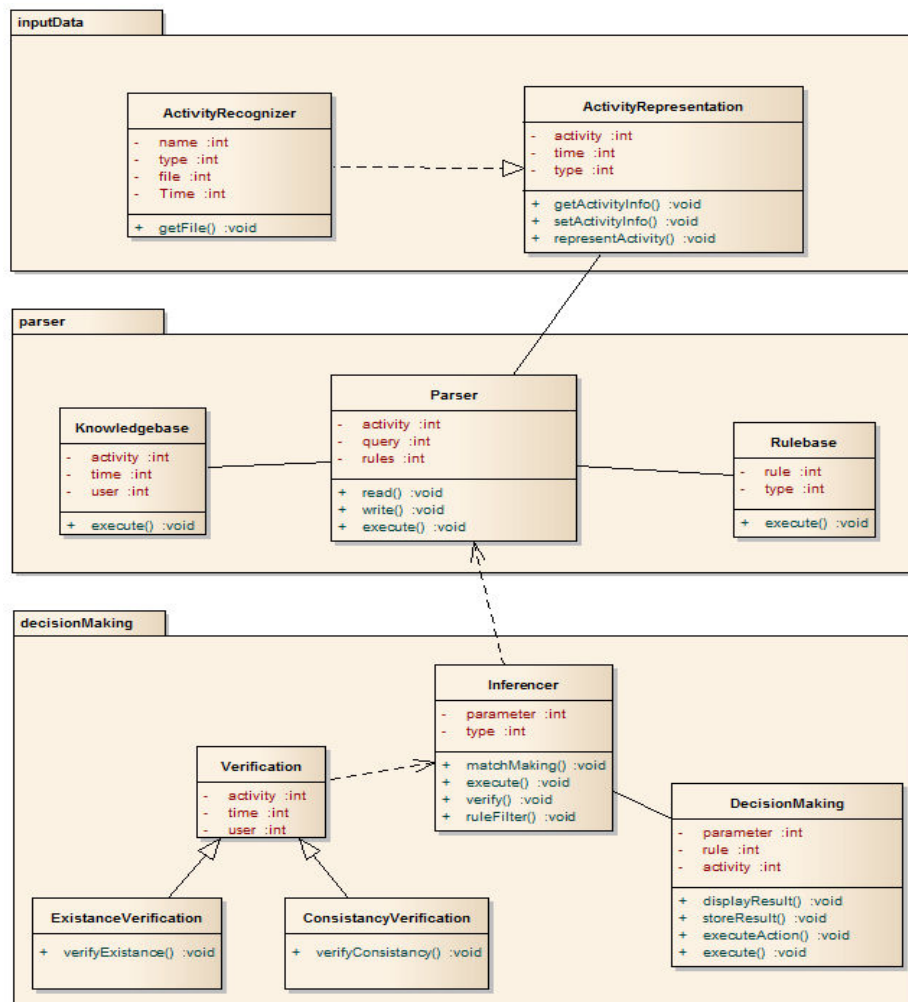 inputData
ActivityRecognizer
- name :int
- type :int
- file :int
- Time :int
+ getFile() :void
ActivityRepresentation
- activity :int
- time :int
- type :int
+ getActivityInfo() :void
+ setActivityInfo() :void
+ representActivity() :void
parser
Knowledgebase
- activity :int
- time :int
- user :int
+ execute() :void
Parser
- activity :int
- query :int
- rules :int
+ read() :void
+ write() :void
+ execute() :void
Rulebase
- rule :int
- type :int
+ execute() :void
decisionMaking
Inferencer
- parameter :int
- type :int
+ matchMaking() :void
+ execute() :void
+ verify() :void
+ ruleFilter() :void
Verification
- activity :int
- time :int
- user :int
DecisionMaking
- parameter :int
- rule :int
- activity :int
+ displayResult() :void
+ storeResult() :void
+ executeAction() :void
+ execute() :void
ExistanceVerification
+ verifyExistance() :void
ConsistancyVerification
+ verifyConsistancy() :void